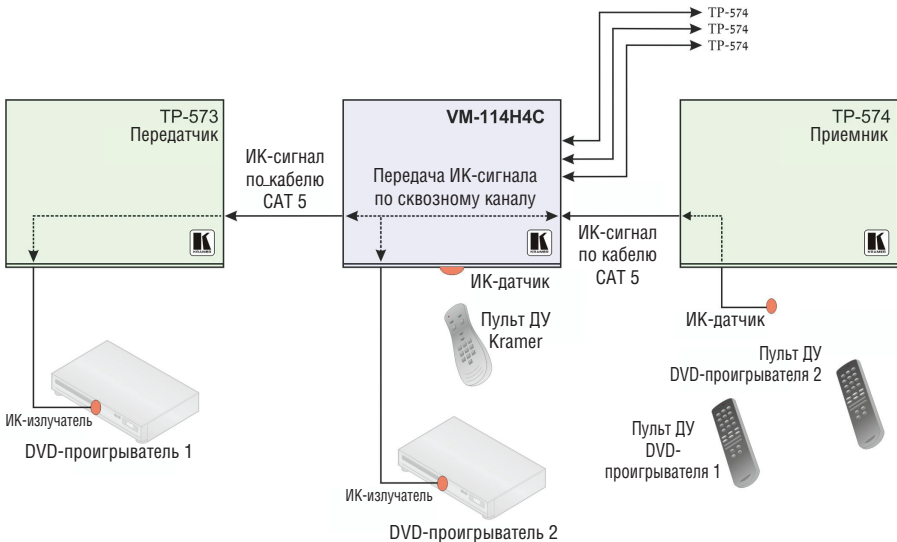 TP-574
TP-574
TP-574
TP-573
Передатчик
ИК-сигнал
по кабелю
CAT 5
VM-114H4C
Передача ИК-сигнала
по сквозному каналу
TP-574
Приемник
ИК-сигнал
по кабелю
CAT 5
KRAMER
KRAMER
KRAMER
ИК-датчик
Пульт ДУ
Kramer
ИК-датчик
Пульт ДУ
DVD-проигрывателя 2
Пульт ДУ
DVD-
проигрывателя 1
ИК-излучатель
DVD-проигрыватель 1
ИК-излучатель
DVD-проигрыватель 2